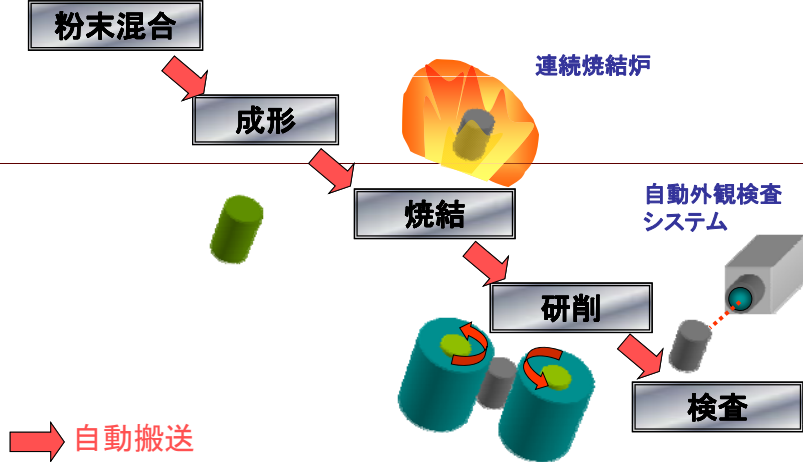 粉末混合
連続焼結炉
成形
自動外観検査
システム
焼結
研削
検査
自動搬送